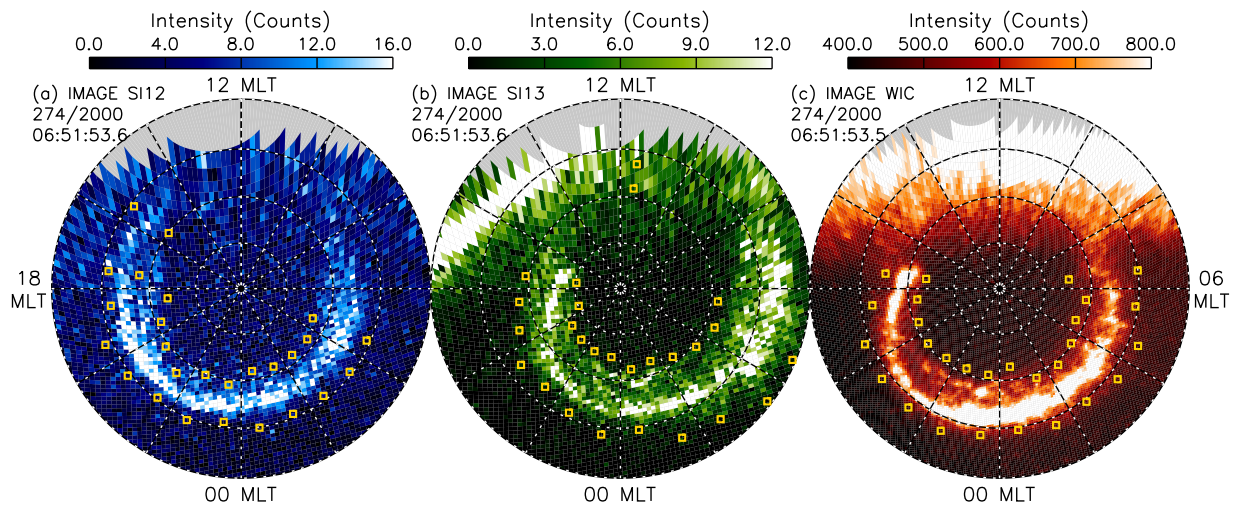 Intensity (Counts)
0.0 4.0 8.0 12.0 16.0
12 MLT
(a) IMAGE SI12
274/2000
06:51:53.6
18
MLT
00 MLT
Intensity (Counts)
0.0 3.0 6.0 9.0 12.0
12 MLT
(b) IMAGE SI13
274/2000
06:51:53.6
00 MLT
Intensity (Counts)
400.0 500.0 600.0 700.0 800.0
12 MLT
(c) IMAGE WIC
274/2000
06:51:53.5
06
MLT
00 MLT